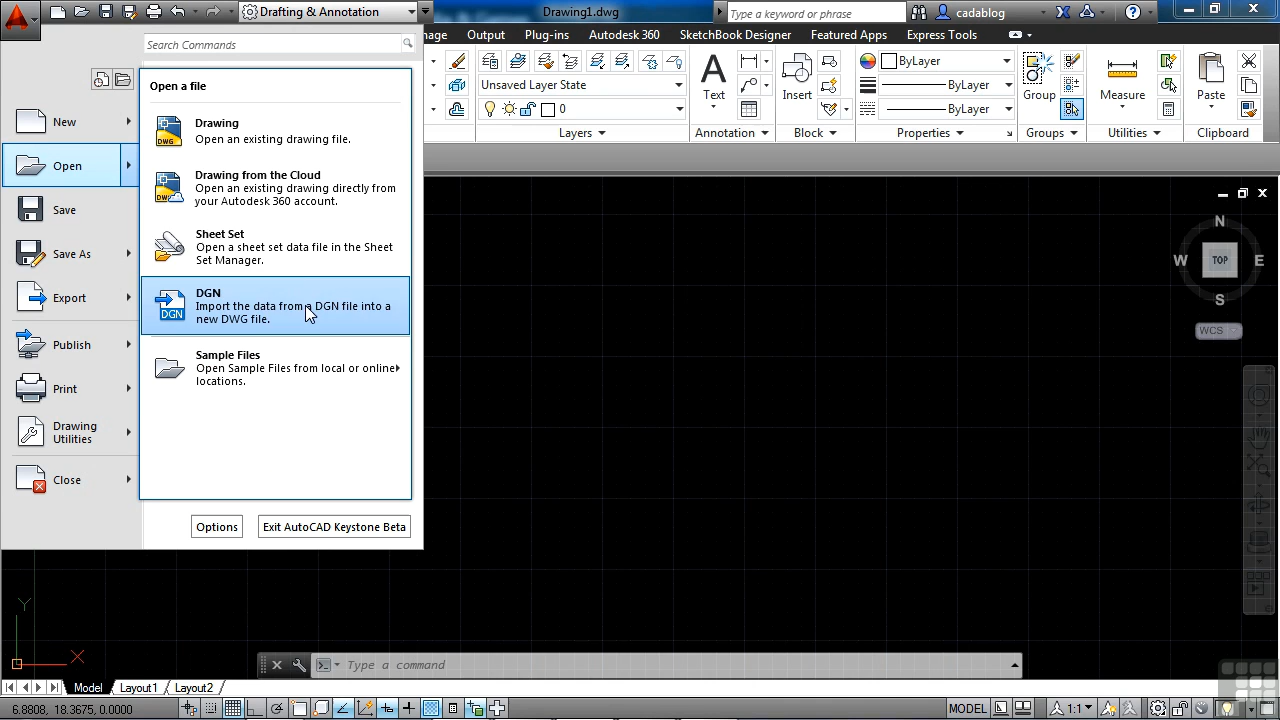 Drafting & Annotation
Drawing1.dwg
Type a keyword or phrase
cadablog
Output
Plug-ins
Autodesk 360
SketchBook Designer
Featured Apps
Express Tools
Search Commands
Open a file
New
Open
Save
Save As
Export
Publish
Print
Drawing
Utilities
Close
Drawing
Open an existing drawing file.
Drawing from the Cloud
Open an existing drawing directly from
your Autodesk 360 account.
Sheet Set
Open a sheet set data file in the Sheet
Set Manager.
DGN
Import the data from a DGN file into a
new DWG file.
Sample Files
Open Sample Files from local or online
locations.
DWG
DWG
DGN
Options
Exit AutoCAD Keystone Beta
Unsaved Layer State
0
Layers
Text
Annotation
Insert
Block
ByLayer
ByLayer
ByLayer
Properties
Group
Groups
Measure
Utilities
Paste
Clipboard
N
W
TOP
E
S
WCS
Y
X
Type a command
Model
Layout1
Layout2
6.8808, 18.3675, 0.0000
MODEL
1:1